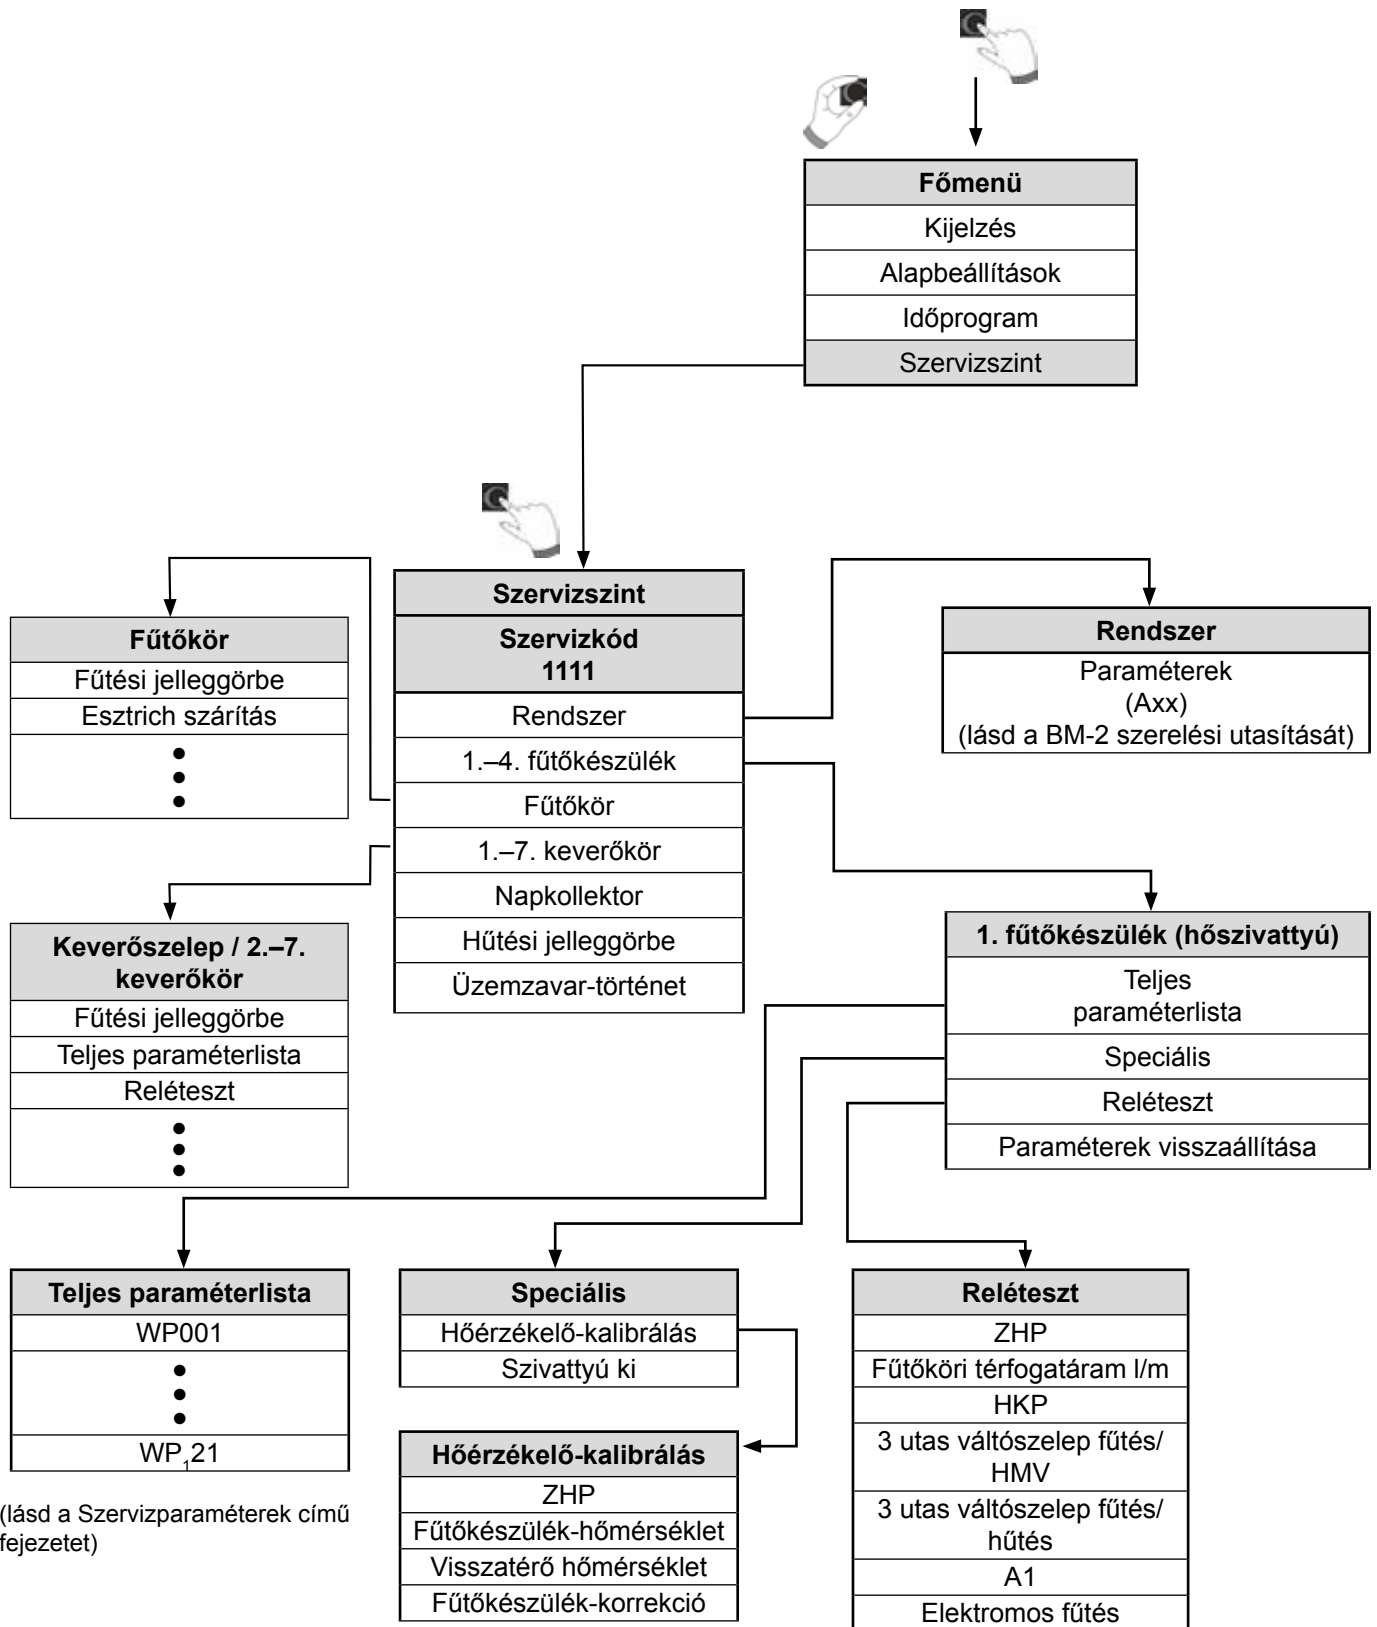 Főmenü
Kijelzés
Alapbeállítások
Időprogram
Szervizszint
Szervizszint
Szervizkód
1111
Rendszer
1.–4. fűtőkészülék
Fűtőkör
1.–7. keverőkör
Napkollektor
Hűtési jelleggörbe
Üzemzavar-történet
Fűtőkör
Fűtési jelleggörbe
Esztrich szárítás
Rendszer
Paraméterek
(Axx)
(lásd a BM-2 szerelési utasítását)
Keverőszelep / 2.–7.
keverőkör
Fűtési jelleggörbe
Teljes paraméterlista
Reléteszt
1. fűtőkészülék (hőszivattyú)
Teljes
paraméterlista
Speciális
Reléteszt
Paraméterek visszaállítása
Teljes paraméterlista
WP001
WP121
(lásd a Szervizparaméterek című
fejezetet)
Speciális
Hőérzékelő-kalibrálás
Szivattyú ki
Hőérzékelő-kalibrálás
ZHP
Fűtőkészülék-hőmérséklet
Visszatérő hőmérséklet
Fűtőkészülék-korrekció
Reléteszt
ZHP
Fűtőköri térfogatáram l/m
HKP
3 utas váltószelep fűtés/
HMV
3 utas váltószelep fűtés/
hűtés
A1
Elektromos fűtés